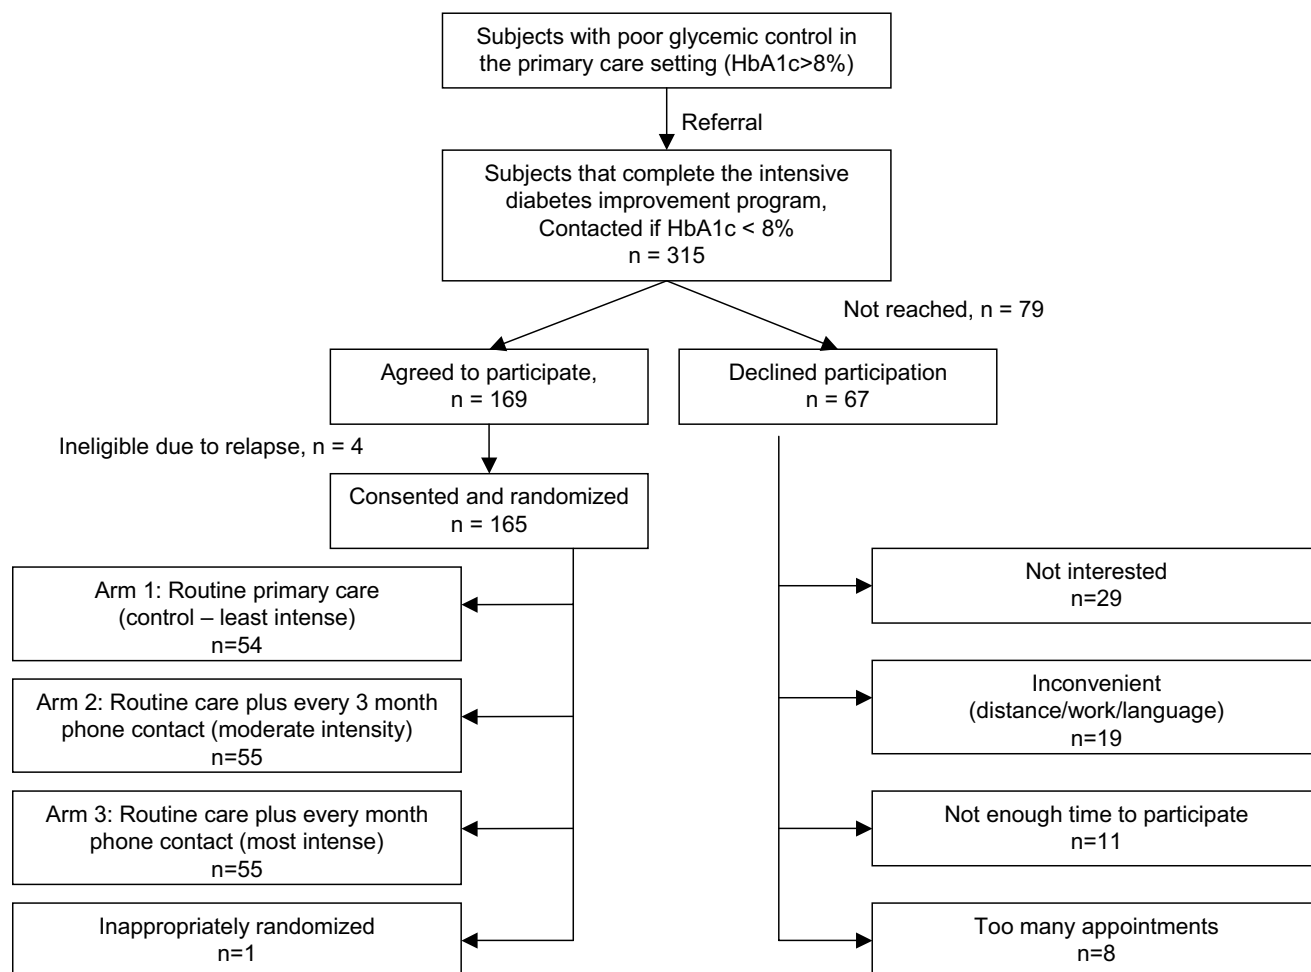 Subjects with poor glycemic control in
the primary care setting (HbA1c>8%)
Referral
Subjects that complete the intensive
diabetes improvement program,
Contacted if HbA1c < 8%
n = 315
Not reached, n = 79
Agreed to participate,
n = 169
Declined participation
n = 67
Ineligible due to relapse, n = 4
Consented and randomized
n = 165
Arm 1: Routine primary care
(control – least intense)
n=54
Arm 2: Routine care plus every 3 month
phone contact (moderate intensity)
n=55
Arm 3: Routine care plus every month
phone contact (most intense)
n=55
Inappropriately randomized
n=1
Not interested
n=29
Inconvenient
(distance/work/language)
n=19
Not enough time to participate
n=11
Too many appointments
n=8